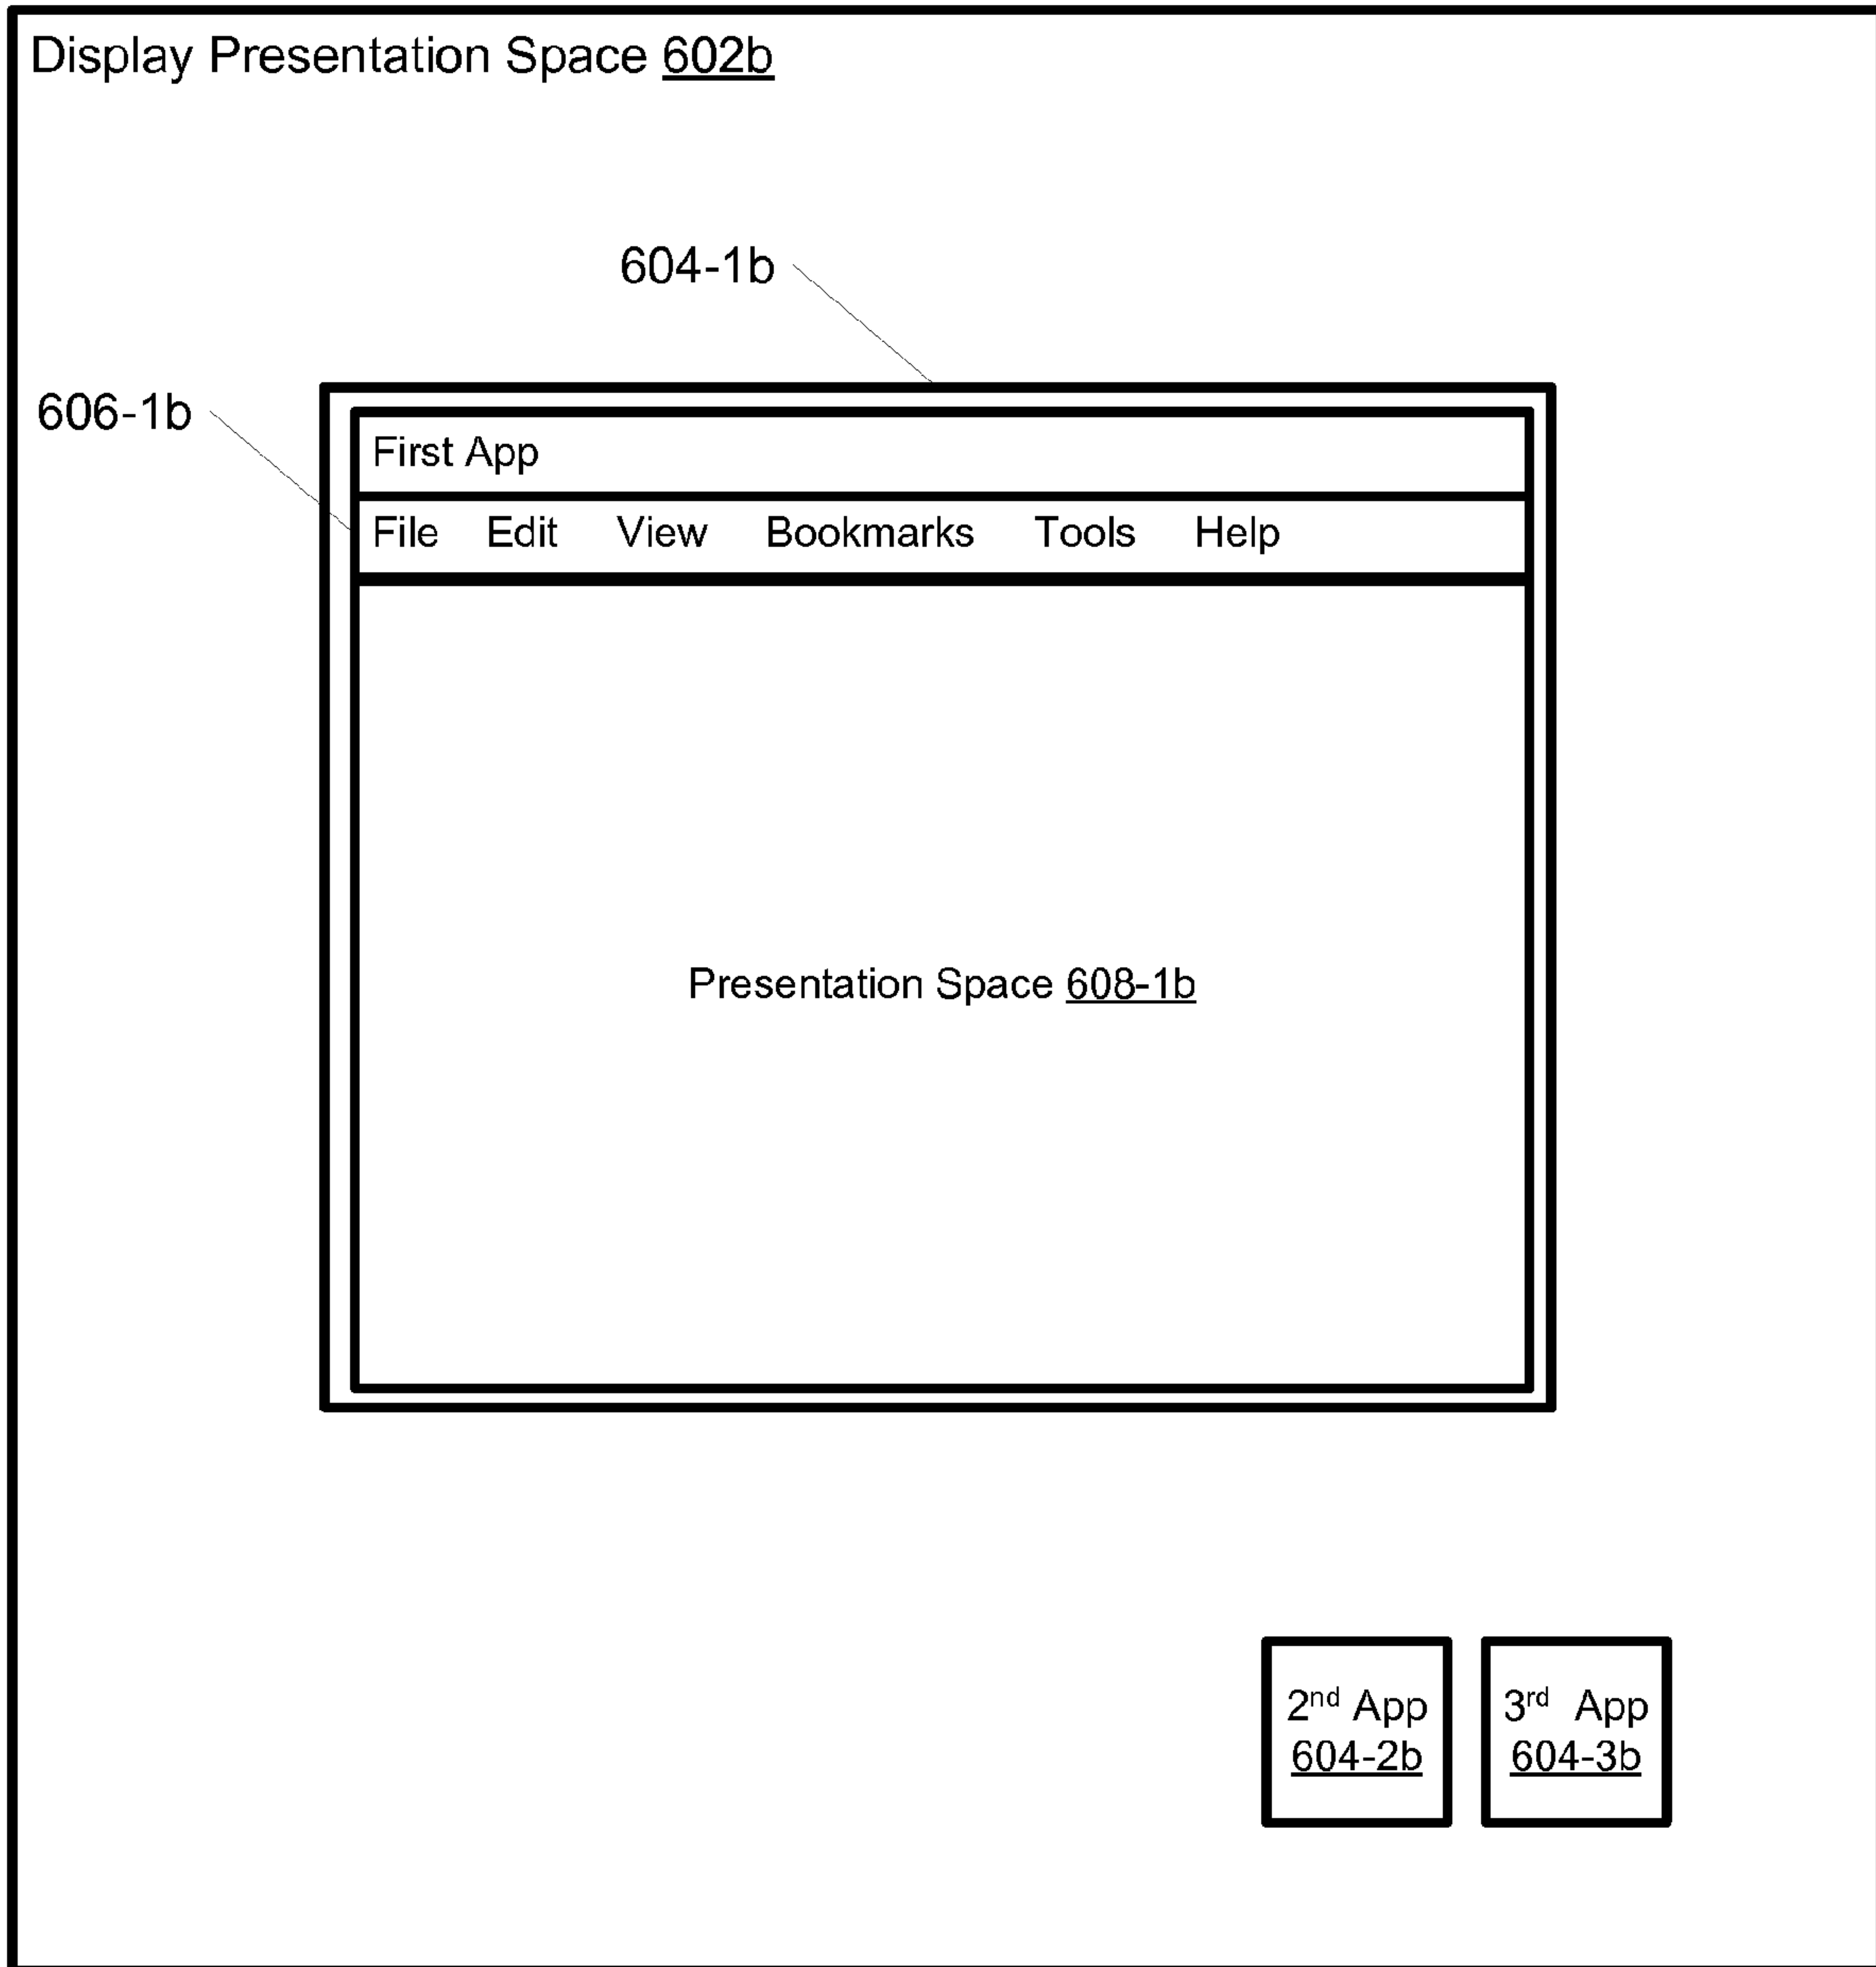 Display Presentation Space 602b
604-1b
606-1b
First App
File Edit View Bookmarks Tools Help
Presentation Space 608-1b
2nd App
604-2b
3rd App
604-3b